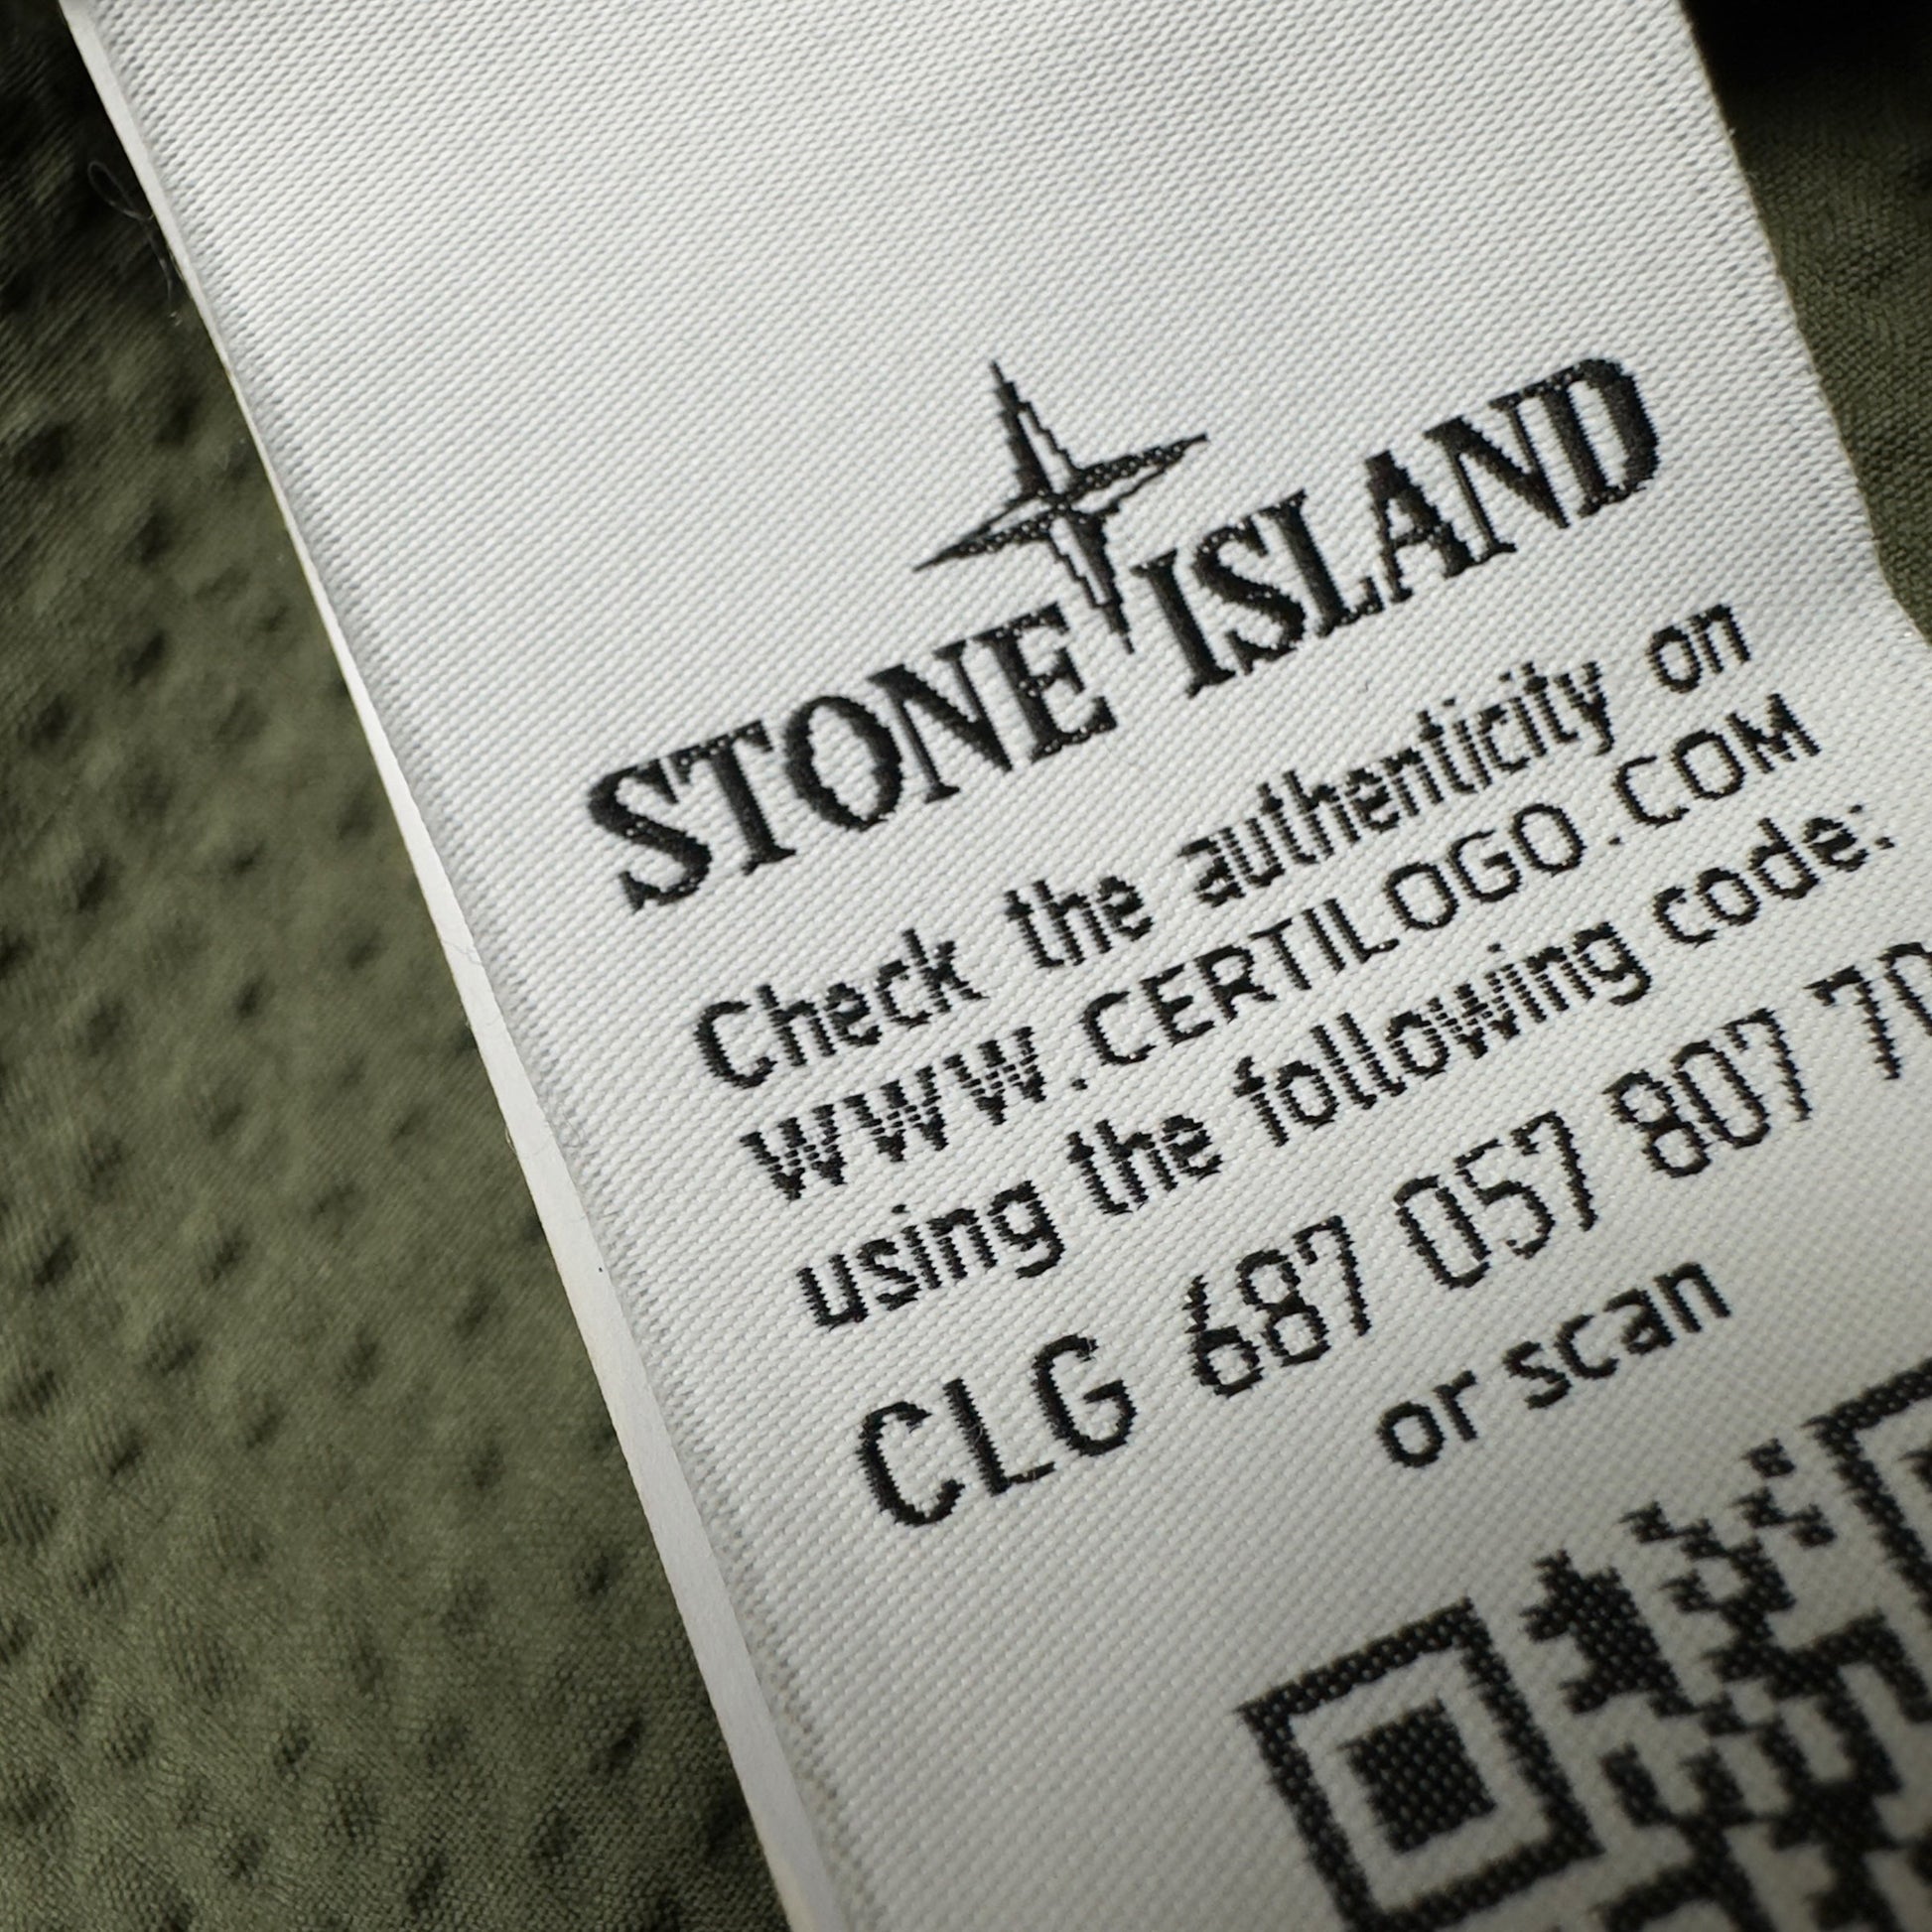 STONE ISLAND
Check the authenticity on
WWW.CERTILOGO.COM
using the following code:
CLG 687 057 807 7
or scan